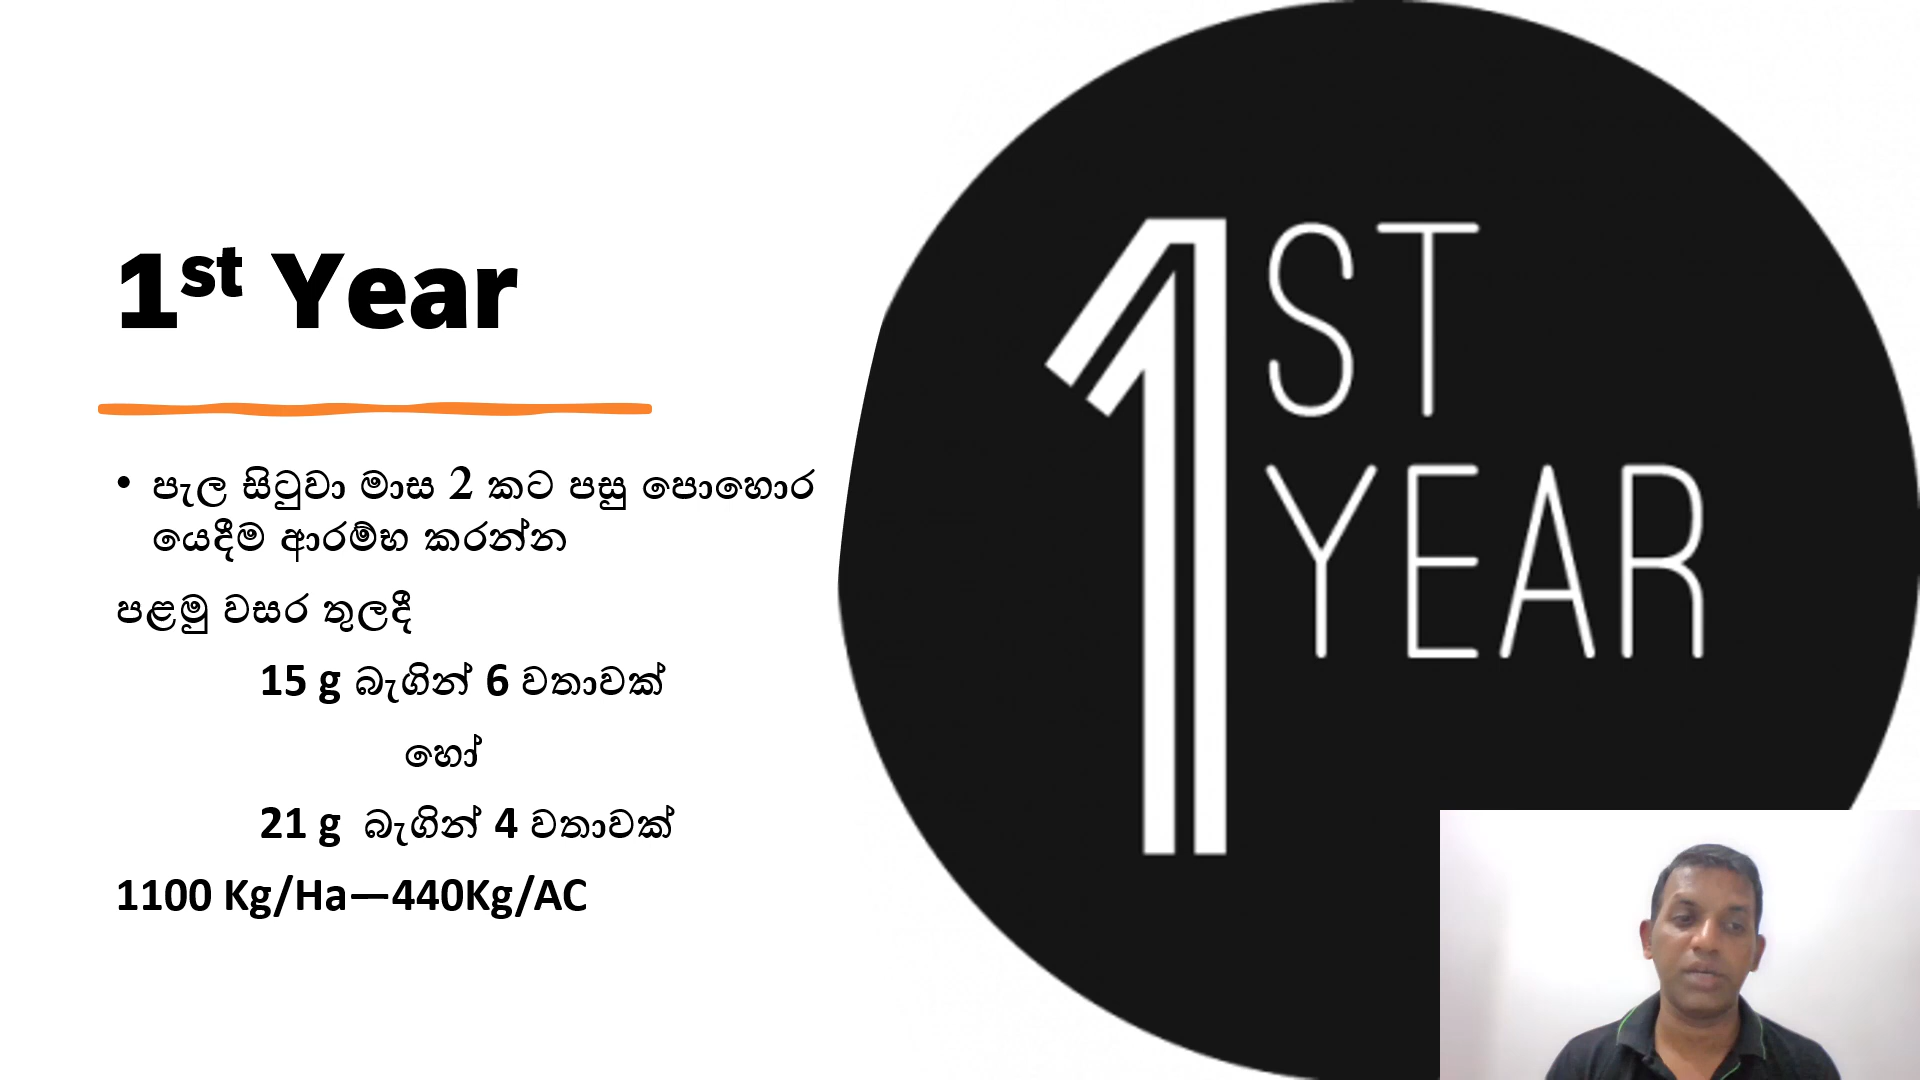 1st Year
• පැල සිටුවා මාස 2 කට පසු පොහොර
යෙදීම ආරම්භ කරන්න
පළමු වසර තුලදී
15 g බැගින් 6 වතාවක්
හෝ
21 g බැගින් 4 වතාවක්
1100 Kg/Ha—440Kg/AC
1ST
YEAR